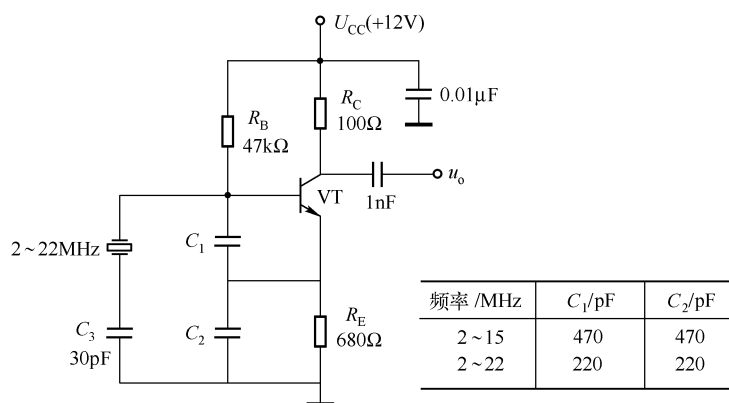 U_CC(+12V)
R_C
100Ω
0.01μF
R_B
47kΩ
VT
u_o
1nF
2~22MHz
C_1
C_3
30pF
C_2
R_E
680Ω
频率 /MHz C_1/pF C_2/pF
2~15 470 470
2~22 220 220